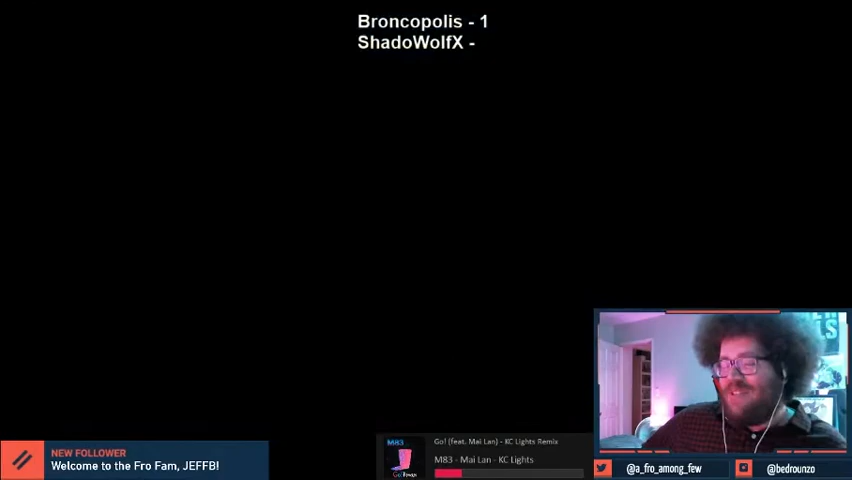 Broncopolis - 1
ShadoWolfX -
NEW FOLLOWER
Welcome to the Fro Fam, JEFFB!
M83
Go! (feat. Mai Lan) - KC Lights Remix
M83 - Mai Lan - KC Lights
@a_fro_among_few
@bedrounzo